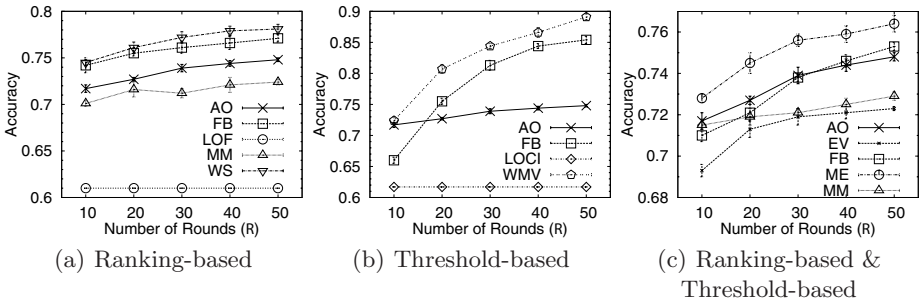 0.8
0.75
0.7
0.65
0.6
Accuracy
10 20 30 40 50
Number of Rounds (R)
AO
FB
LOF
MM
WS
(a) Ranking-based
0.9
0.85
0.8
0.75
0.7
0.65
0.6
Accuracy
10 20 30 40 50
Number of Rounds (R)
AO
FB
LOCI
WMV
(b) Threshold-based
0.76
0.74
0.72
0.7
0.68
Accuracy
10 20 30 40 50
Number of Rounds (R)
AO
EV
FB
ME
MM
(c) Ranking-based &
Threshold-based